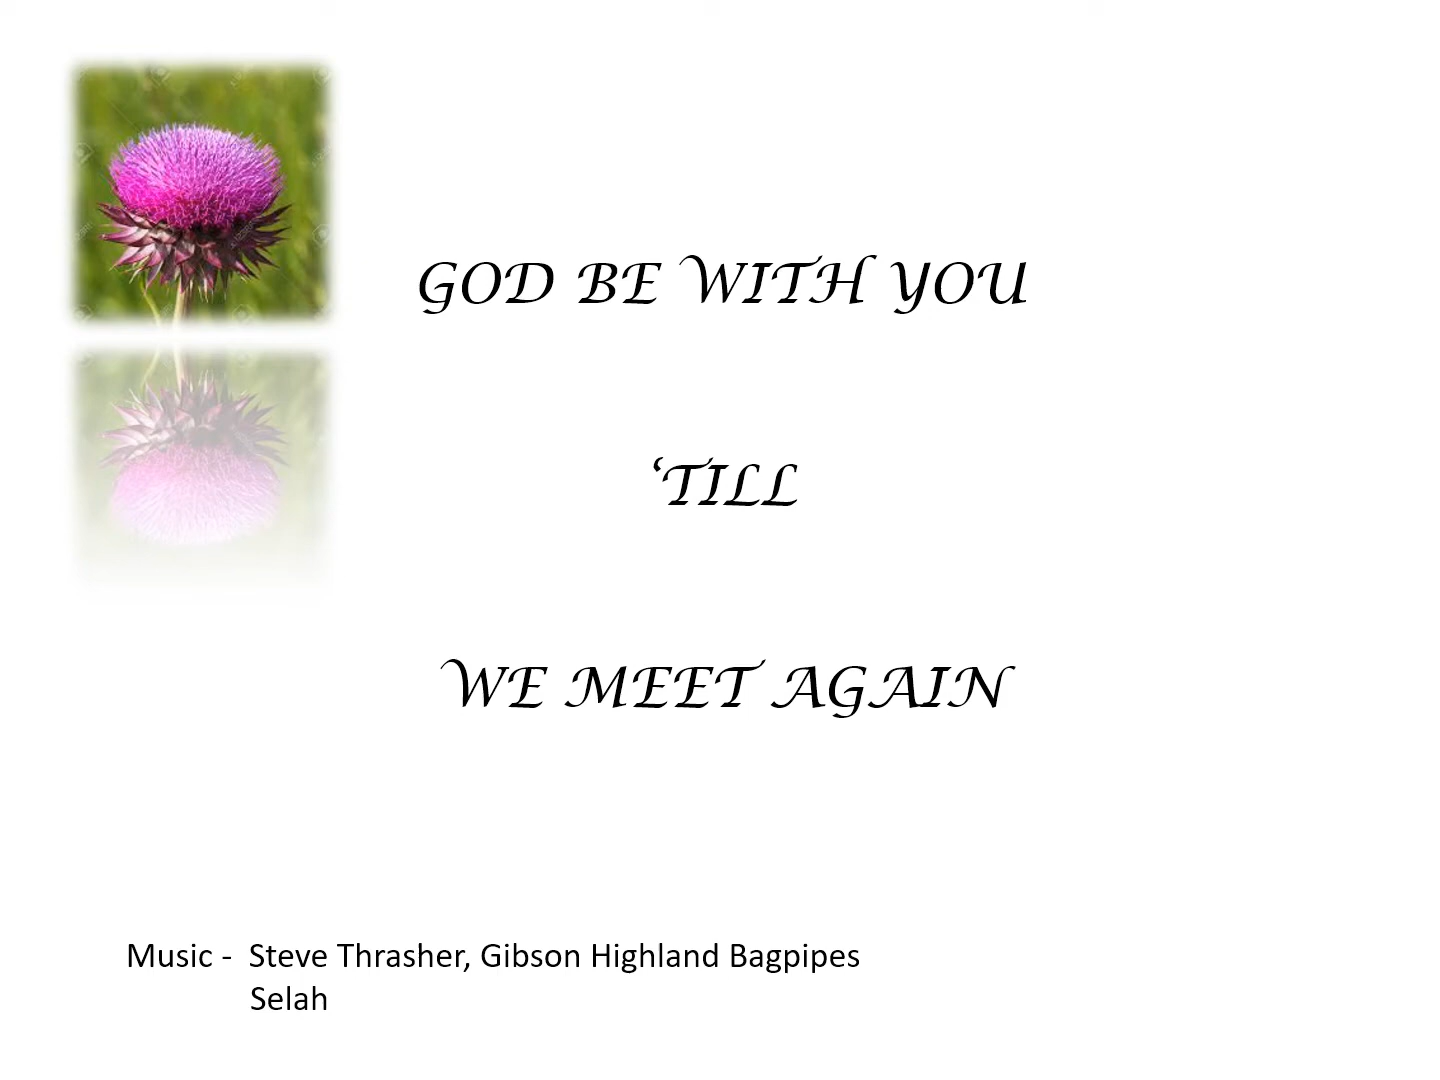 GOD BE WITH YOU
‘TILL
WE MEET AGAIN
Music -  Steve Thrasher, Gibson Highland Bagpipes
Selah